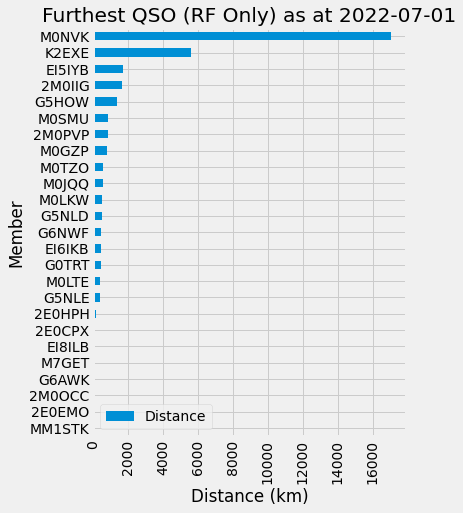 Furthest QSO (RF Only) as at 2022-07-01
M0NVK
K2EXE
EI5IYB
2M0IIG
G5HOW
M0SMU
2M0PVP
M0GZP
M0TZO
M0JQQ
M0LKW
G5NLD
G6NWF
EI6IKB
G0TRT
M0LTE
G5NLE
2E0HPH
2E0CPX
EI8ILB
M7GET
G6AWK
2M0OCC
2E0EMO
MM1STK
Member
Distance
0 2000 4000 6000 8000 10000 12000 14000 16000
Distance (km)